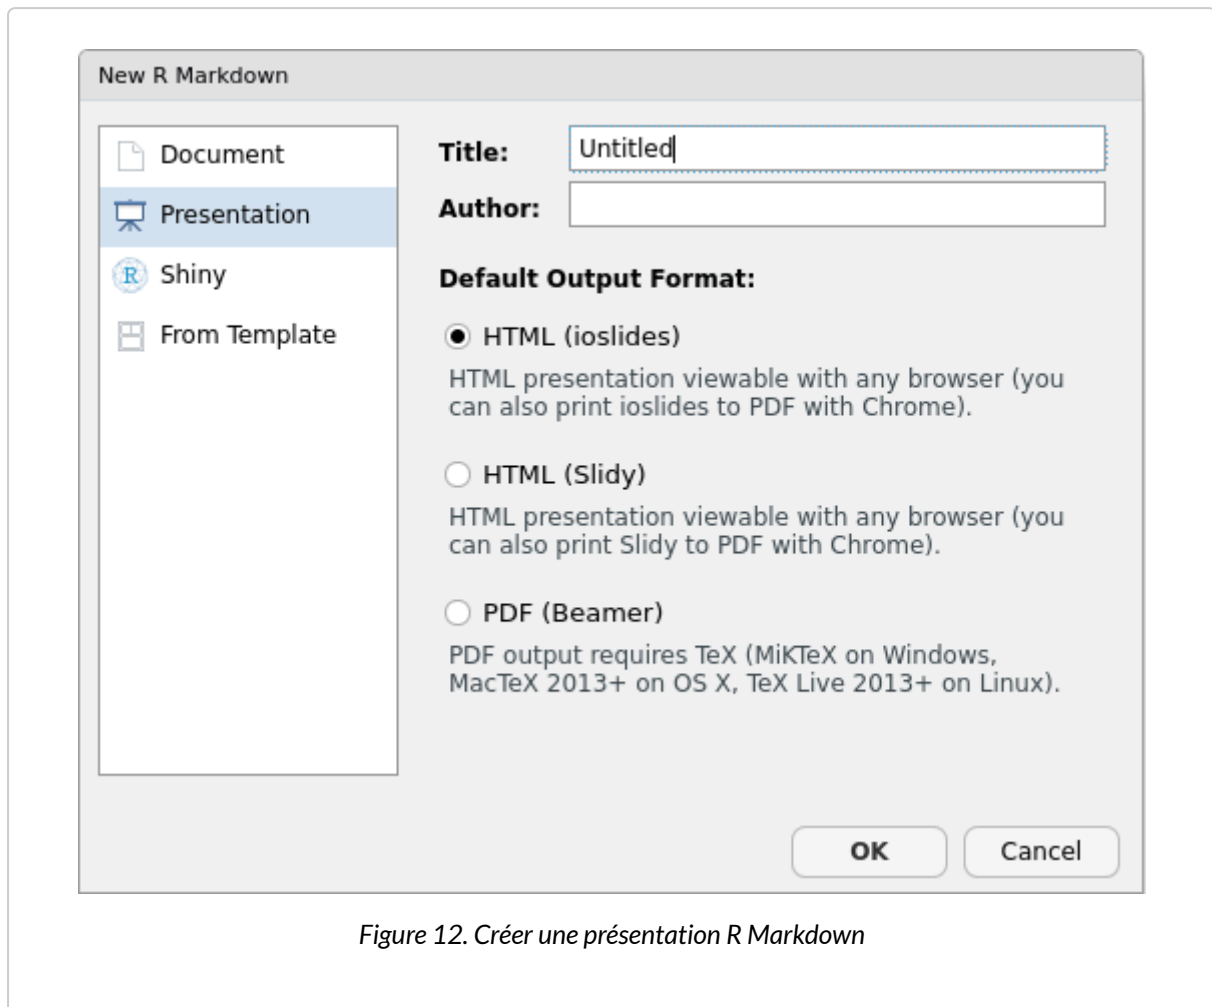 New R Markdown
Document
Presentation
Shiny
From Template
Title: Untitled
Author:
Default Output Format:
HTML (ioslides)
HTML presentation viewable with any browser (you
can also print ioslides to PDF with Chrome).
HTML (Slidy)
HTML presentation viewable with any browser (you
can also print Slidy to PDF with Chrome).
PDF (Beamer)
PDF output requires TeX (MiKTeX on Windows,
MacTeX 2013+ on OS X, TeX Live 2013+ on Linux).
OK Cancel
Figure 12. Créer une présentation R Markdown